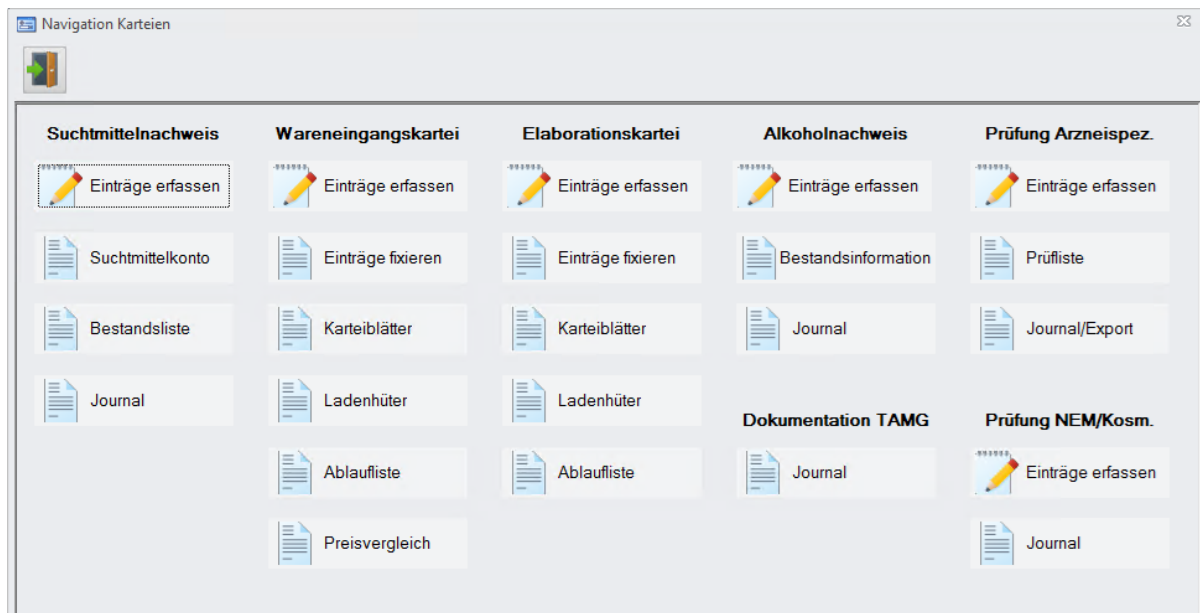 Navigation Karteien
Suchtmittelnachweis
Einträge erfassen
Suchtmittelkonto
Bestandsliste
Journal
Wareneingangskartei
Einträge erfassen
Einträge fixieren
Karteiblätter
Ladenhüter
Ablaufliste
Preisvergleich
Elaborationskartei
Einträge erfassen
Einträge fixieren
Karteiblätter
Ladenhüter
Ablaufliste
Alkoholnachweis
Einträge erfassen
Bestandsinformation
Journal
Dokumentation TAMG
Journal
Prüfung Arzneispez.
Einträge erfassen
Prüfliste
Journal/Export
Prüfung NEM/Kosm.
Einträge erfassen
Journal